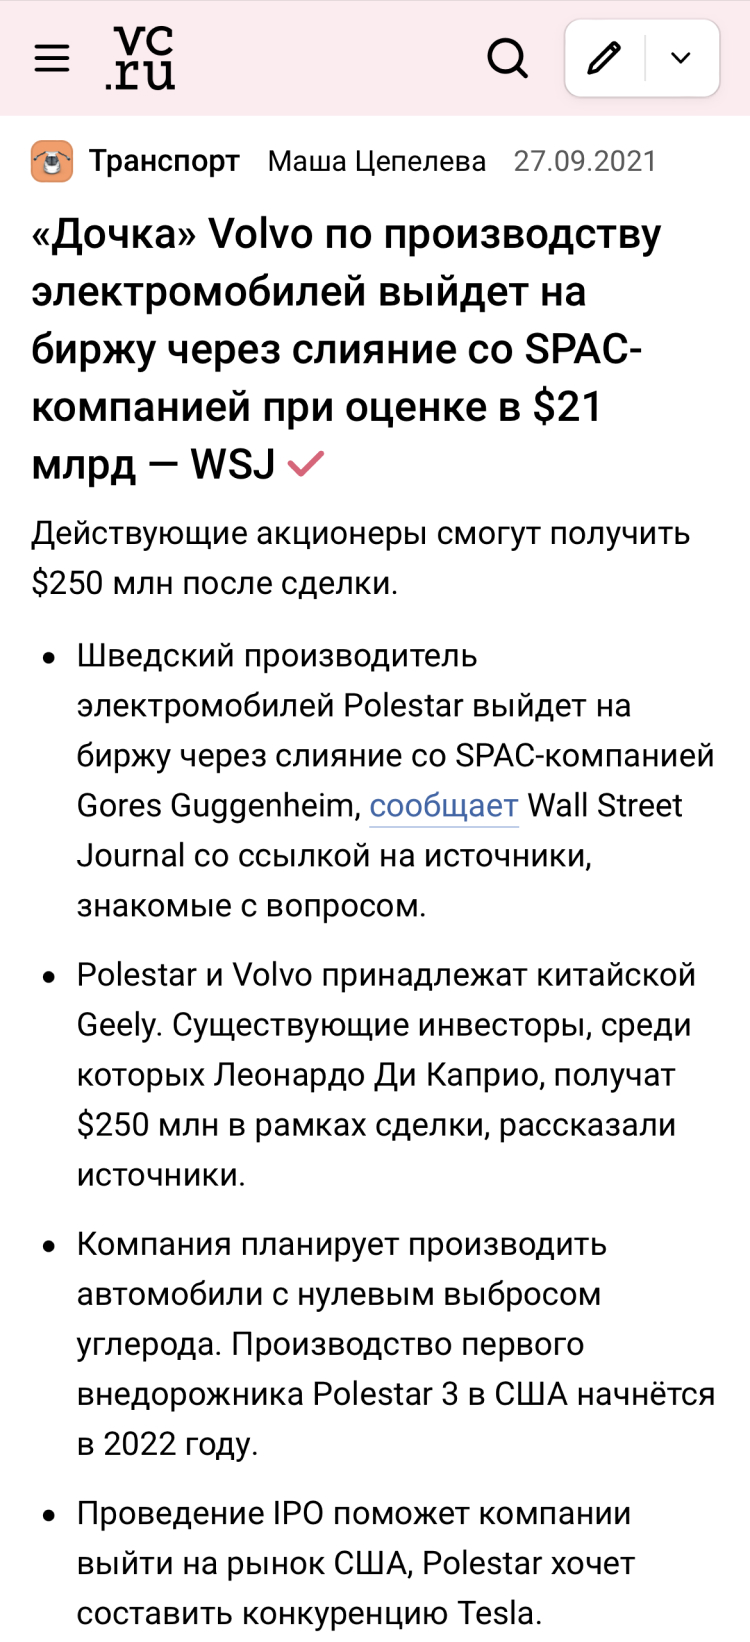 vc
.ru
Транспорт Маша Цепелева 27.09.2021
«Дочка» Volvo по производству
электромобилей выйдет на
биржу через слияние со SPAC-
компанией при оценке в $21
млрд — WSJ
Действующие акционеры смогут получить
$250 млн после сделки.
• Шведский производитель
электромобилей Polestar выйдет на
биржу через слияние со SPAC-компанией
Gores Guggenheim, сообщает Wall Street
Journal со ссылкой на источники,
знакомые с вопросом.
• Polestar и Volvo принадлежат китайской
Geely. Существующие инвесторы, среди
которых Леонардо Ди Каприо, получат
$250 млн в рамках сделки, рассказали
источники.
• Компания планирует производить
автомобили с нулевым выбросом
углерода. Производство первого
внедорожника Polestar 3 в США начнётся
в 2022 году.
• Проведение IPO поможет компании
выйти на рынок США, Polestar хочет
составить конкуренцию Tesla.